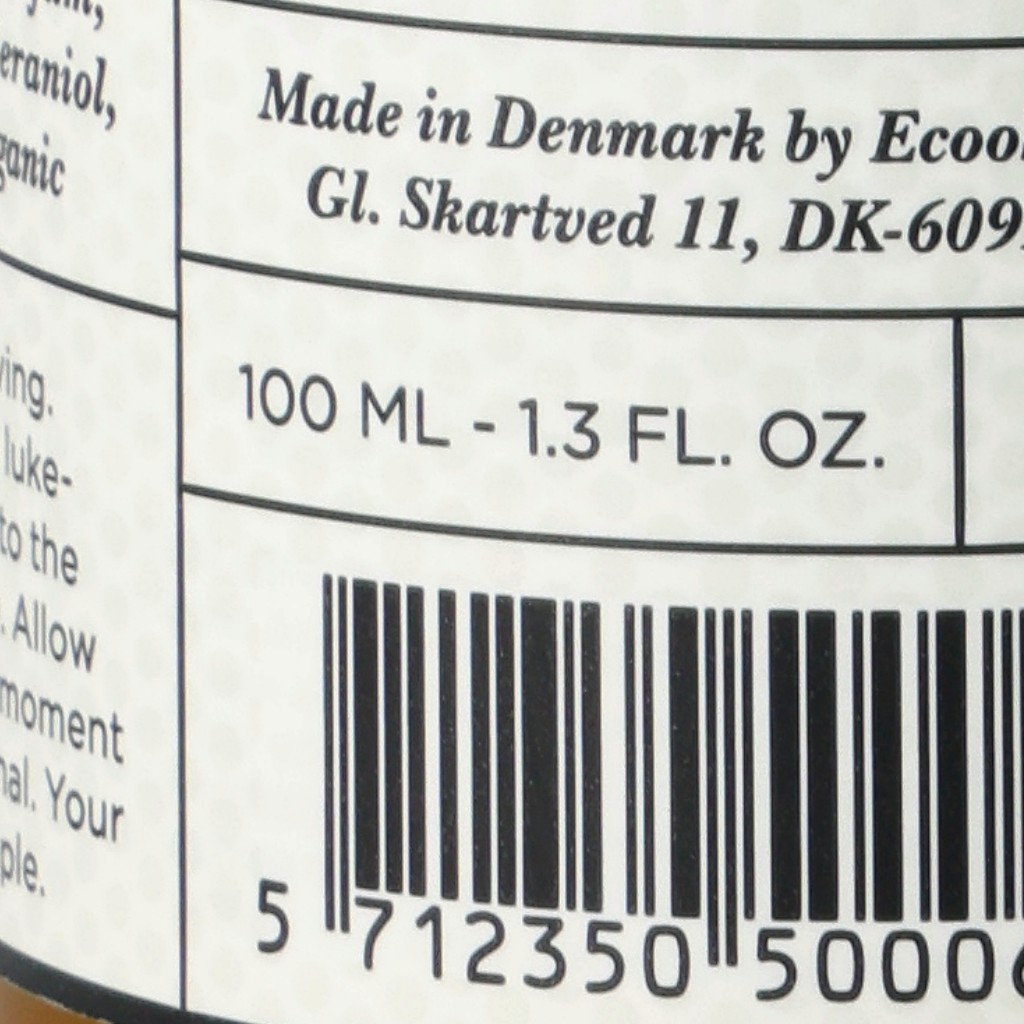 eraniol,
ganic
ving.
luke-
to the
. Allow
moment
nal. Your
ple.
Made in Denmark by Ecoo
Gl. Skartved 11, DK-609
100 ML - 1.3 FL. OZ.
5 712350 5000